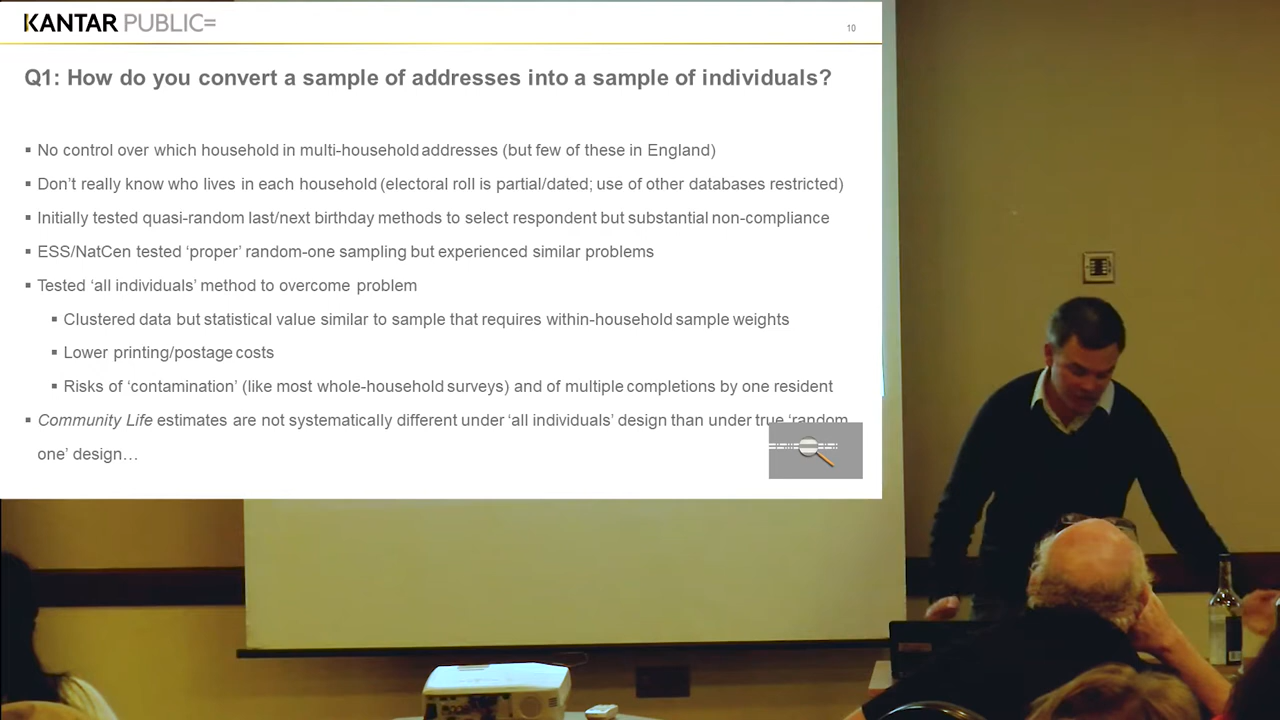 KANTAR PUBLIC=
10
Q1: How do you convert a sample of addresses into a sample of individuals?
▪ No control over which household in multi-household addresses (but few of these in England)
▪ Don't really know who lives in each household (electoral roll is partial/dated; use of other databases restricted)
▪ Initially tested quasi-random last/next birthday methods to select respondent but substantial non-compliance
▪ ESS/NatCen tested 'proper' random-one sampling but experienced similar problems
▪ Tested 'all individuals' method to overcome problem
▪ Clustered data but statistical value similar to sample that requires within-household sample weights
▪ Lower printing/postage costs
▪ Risks of 'contamination' (like most whole-household surveys) and of multiple completions by one resident
▪ Community Life estimates are not systematically different under 'all individuals' design than under true 'random
one' design…